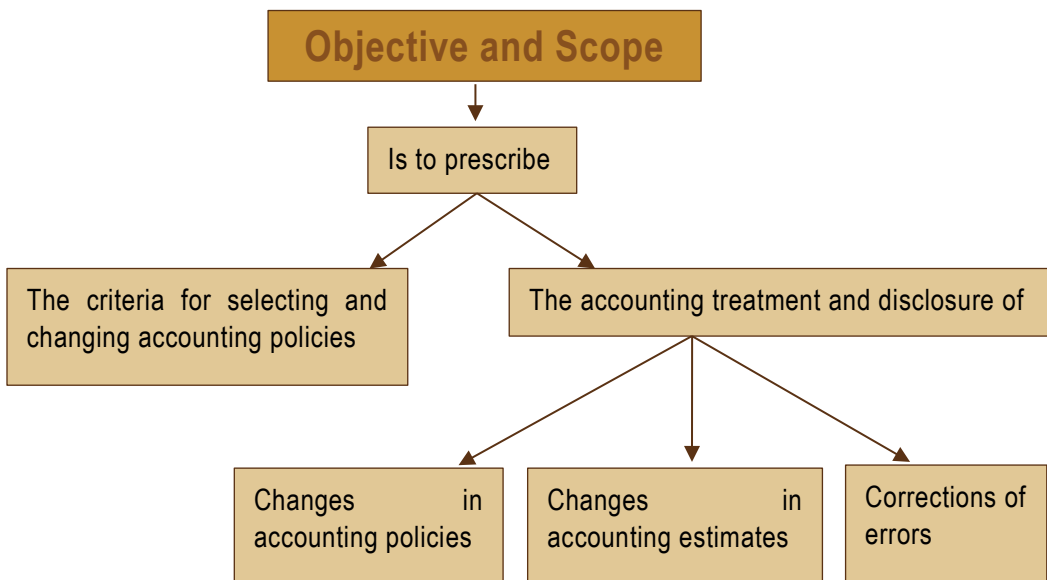 Objective and Scope
Is to prescribe
The criteria for selecting and
changing accounting policies
The accounting treatment and disclosure of
Changes in
accounting policies
Changes in
accounting estimates
Corrections of
errors